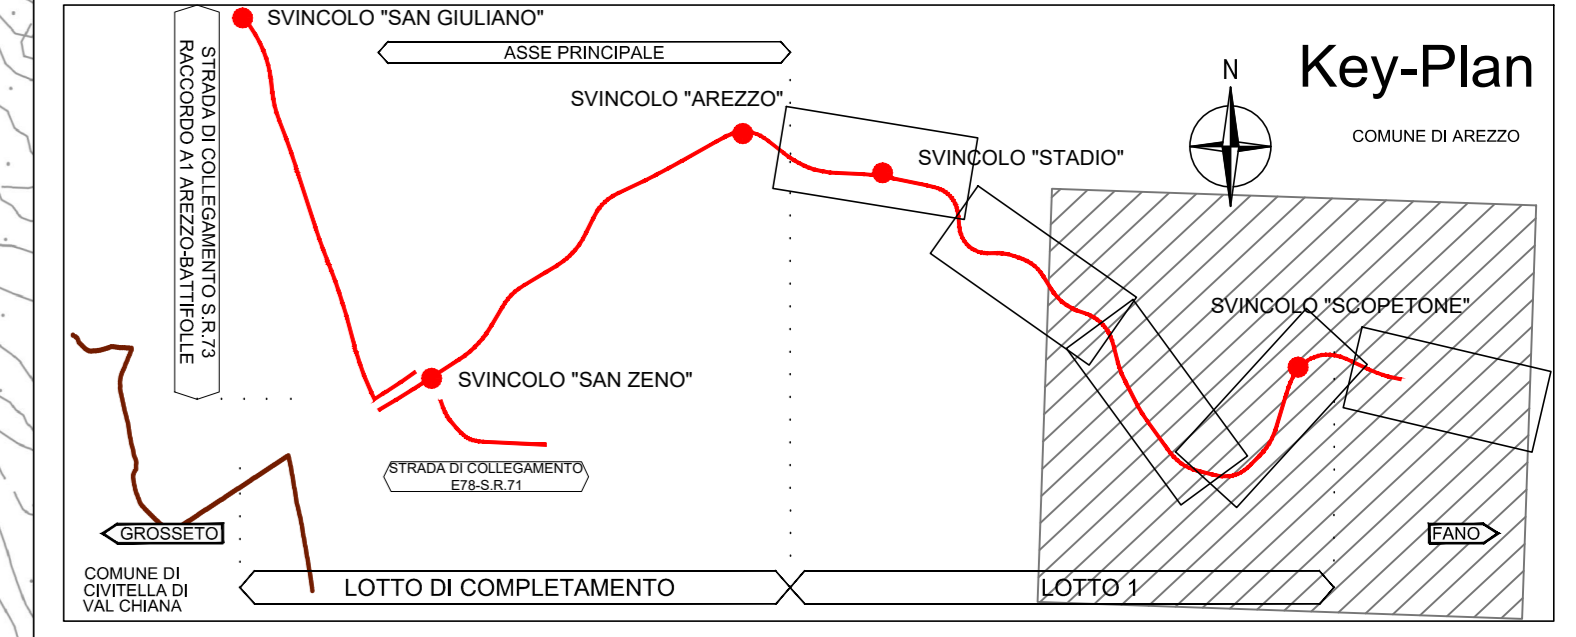 SVINCOLO "SAN GIULIANO"
STRADA DI COLLEGAMENTO S.R.73
RACCORDO A1 AREZZO-BATTIFOLLE
ASSE PRINCIPALE
Key-Plan
N
SVINCOLO "AREZZO"
COMUNE DI AREZZO
SVINCOLO "STADIO"
SVINCOLO "SCOPETONE"
SVINCOLO "SAN ZENO"
STRADA DI COLLEGAMENTO
E78-S.R.71
GROSSETO
FANO
COMUNE DI
CIVITELLA DI
VAL CHIANA
LOTTO DI COMPLETAMENTO
LOTTO 1